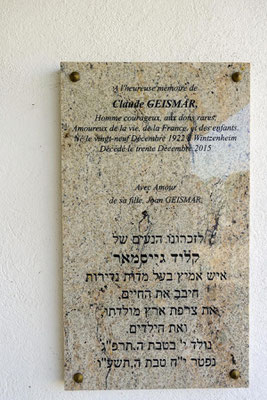 A l'heureuse mémoire de
Claude GEISMAR,
Homme courageux, aux dons rares,
Amoureux de la vie, de la France, et des enfants.
Né le vingt-neuf Décembre 1922 à Wintzenheim
Décédé le trente Décembre 2015
Avec Amour
de sa fille, Joan GEISMAR.
לזכרונו הנעים של
קלוד גייסמאר
איש אמיץ בעל מדות נדירות
חיבב את החיים,
את צרפת ארץ מולדתו,
ואת הילדים.
נולד י' בטבת ה.תרפ"ג
נפטר י"ח טבת ה.תשע"ו